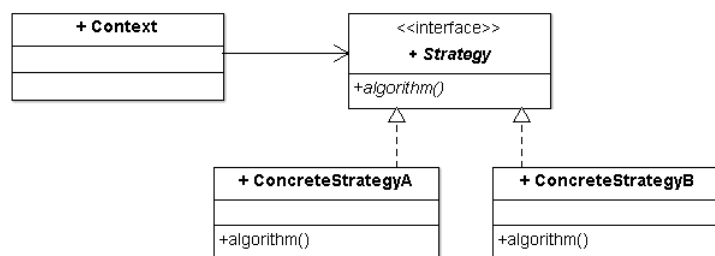 + Context
<<interface>>
+ Strategy
+algorithm()
+ ConcreteStrategyA
+algorithm()
+ ConcreteStrategyB
+algorithm()